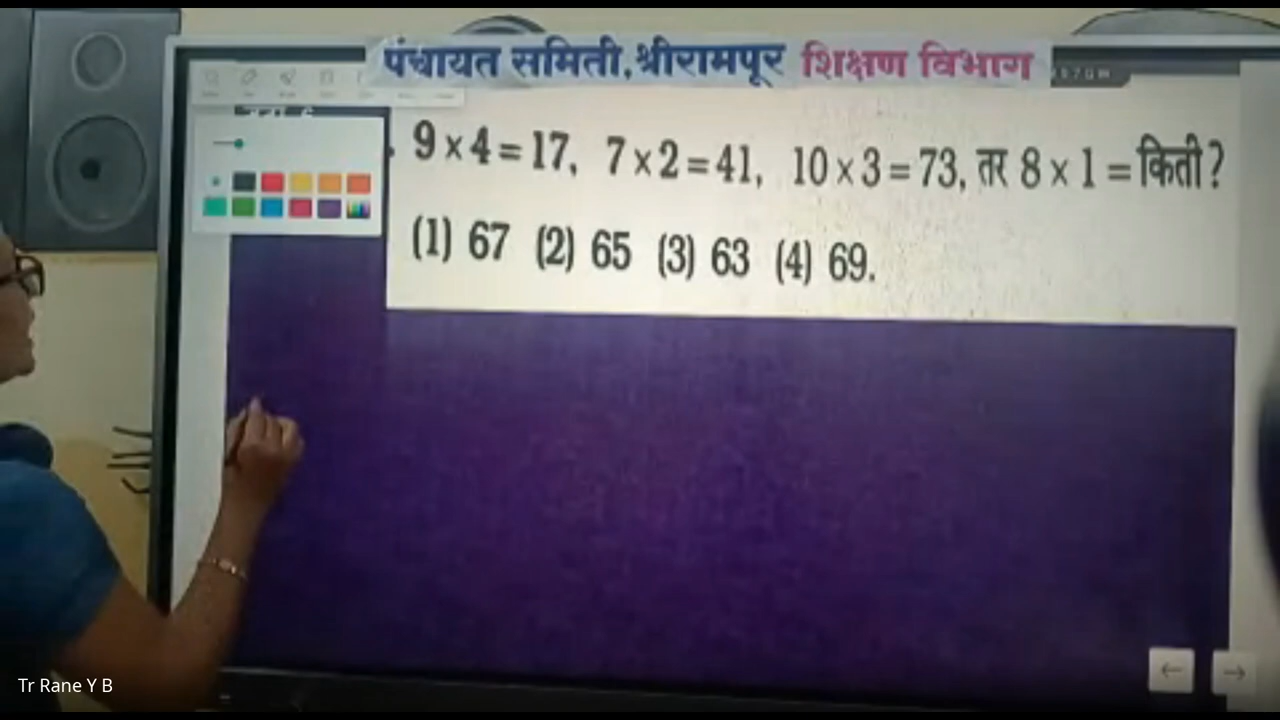 पंचायत समिती,श्रीरामपूर शिक्षण विभाग
9 × 4 = 17, 7 × 2 = 41, 10 × 3 = 73, तर 8 × 1 = किती ?
(1) 67 (2) 65 (3) 63 (4) 69.
Tr Rane Y B